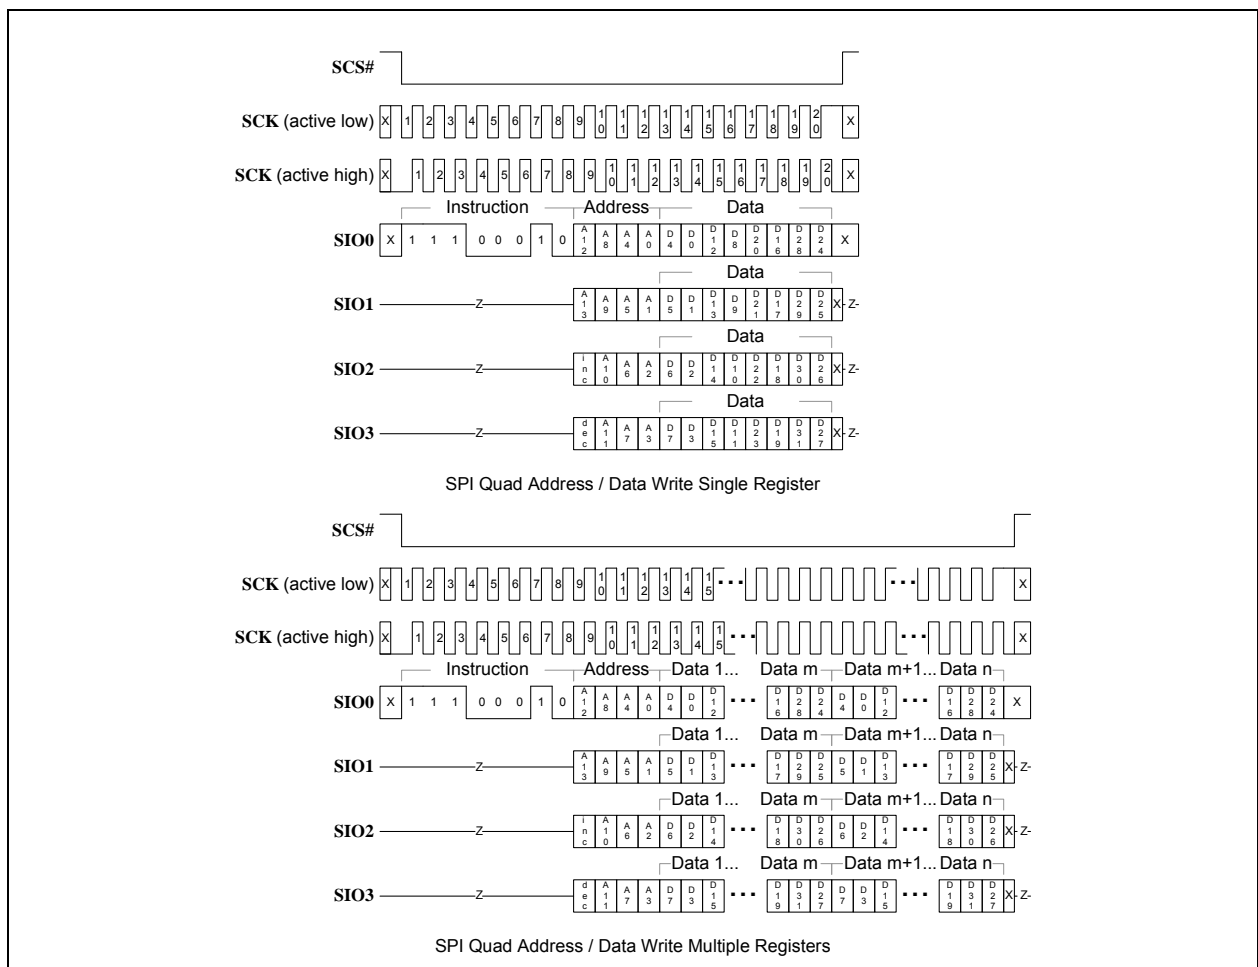 SCS#
SCK (active low) X 1 2 3 4 5 6 7 8 9 10 11 12 13 14 15 16 17 18 19 20 X
SCK (active high) X 1 2 3 4 5 6 7 8 9 10 11 12 13 14 15 16 17 18 19 20 X
Instruction Address Data
SIO0 X 1 1 1 0 0 0 1 0 A12 A8 A4 A0 D4 D0 D12 D8 D20 D16 D28 D24 X
Data
SIO1 Z A13 A9 A5 A1 D5 D1 D13 D9 D21 D17 D29 D25 X Z
Data
SIO2 Z inc A10 A6 A2 D6 D2 D14 D10 D22 D18 D30 D26 X Z
Data
SIO3 Z dec A11 A7 A3 D7 D3 D15 D11 D23 D19 D31 D27 X Z
SPI Quad Address / Data Write Single Register
SCS#
SCK (active low) X 1 2 3 4 5 6 7 8 9 10 11 12 13 14 15 ... ... X
SCK (active high) X 1 2 3 4 5 6 7 8 9 10 11 12 13 14 15 ... ... X
Instruction Address Data 1... Data m Data m+1... Data n
SIO0 X 1 1 1 0 0 0 1 0 A12 A8 A4 A0 D4 D0 D12 ... D16 D28 D24 D4 D0 D12 ... D16 D28 D24 X
Data 1... Data m Data m+1... Data n
SIO1 Z A13 A9 A5 A1 D5 D1 D13 ... D17 D29 D25 D5 D1 D13 ... D17 D29 D25 X Z
Data 1... Data m Data m+1... Data n
SIO2 Z inc A10 A6 A2 D6 D2 D14 ... D18 D30 D26 D6 D2 D14 ... D18 D30 D26 X Z
Data 1... Data m Data m+1... Data n
SIO3 Z dec A11 A7 A3 D7 D3 D15 ... D19 D31 D27 D7 D3 D15 ... D19 D31 D27 X Z
SPI Quad Address / Data Write Multiple Registers